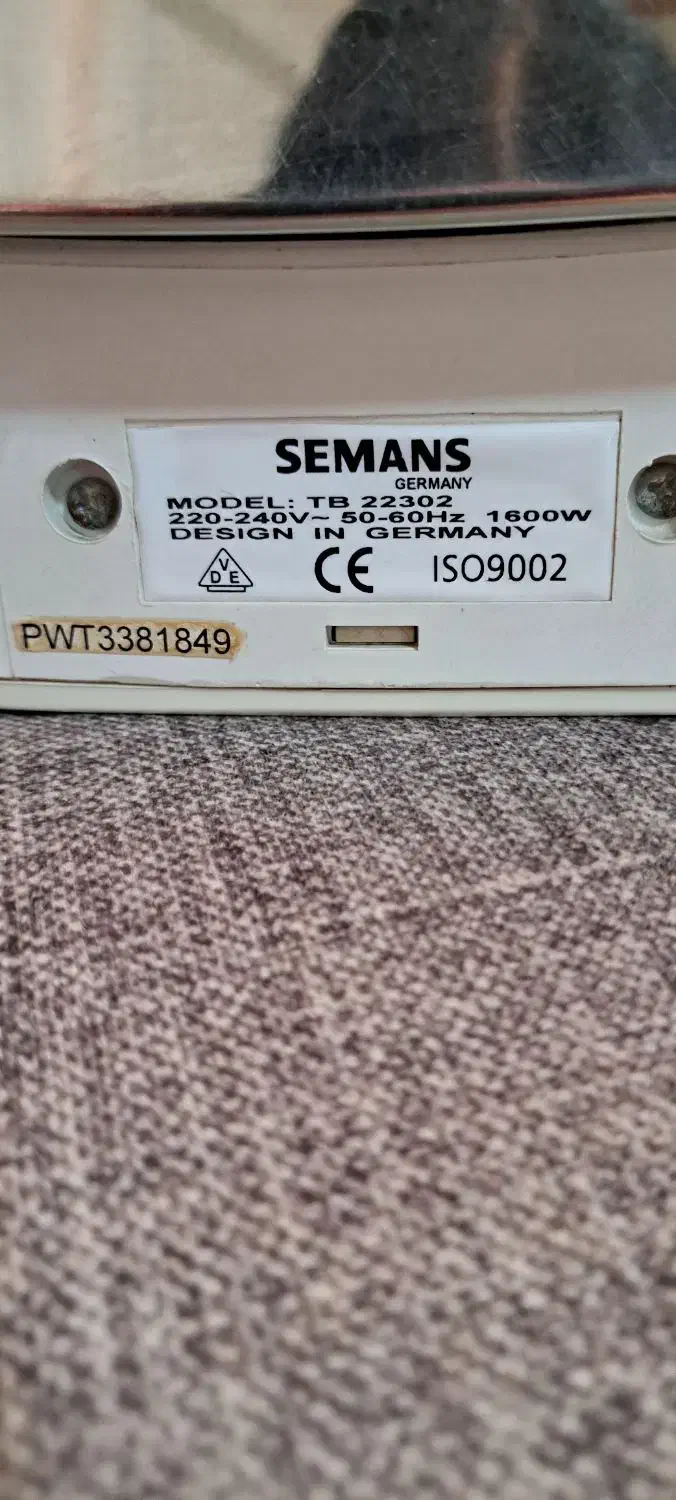 SEMANS
GERMANY
MODEL: TB 22302
220-240V~ 50-60Hz 1600W
DESIGN IN GERMANY
VDE CE ISO9002
PWT3381849